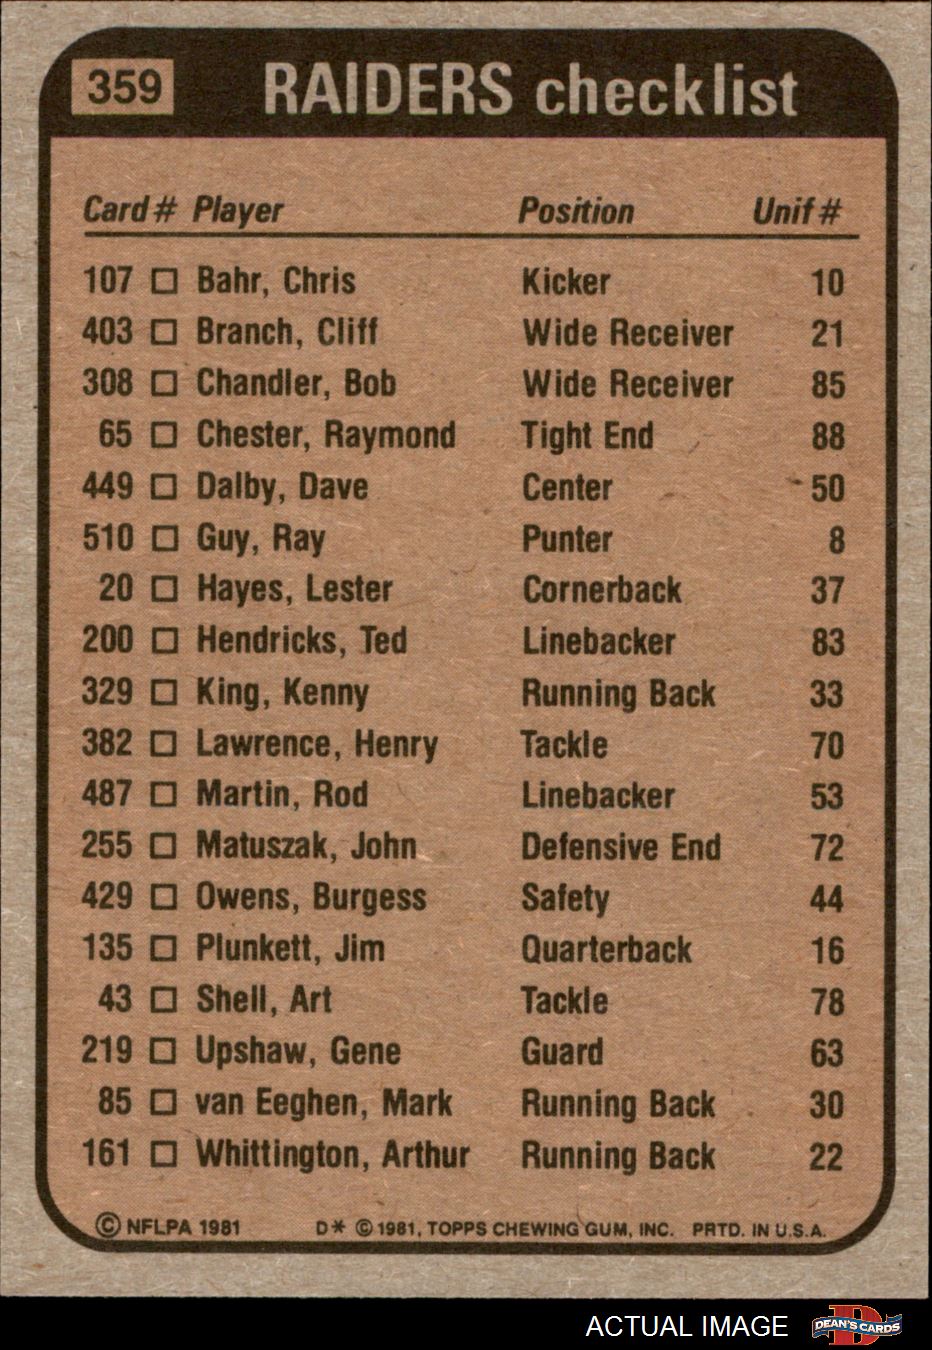 359 RAIDERS checklist
Card # Player Position Unif #
107 □ Bahr, Chris Kicker 10
403 □ Branch, Cliff Wide Receiver 21
308 □ Chandler, Bob Wide Receiver 85
65 □ Chester, Raymond Tight End 88
449 □ Dalby, Dave Center 50
510 □ Guy, Ray Punter 8
20 □ Hayes, Lester Cornerback 37
200 □ Hendricks, Ted Linebacker 83
329 □ King, Kenny Running Back 33
382 □ Lawrence, Henry Tackle 70
487 □ Martin, Rod Linebacker 53
255 □ Matuszak, John Defensive End 72
429 □ Owens, Burgess Safety 44
135 □ Plunkett, Jim Quarterback 16
43 □ Shell, Art Tackle 78
219 □ Upshaw, Gene Guard 63
85 □ van Eeghen, Mark Running Back 30
161 □ Whittington, Arthur Running Back 22
© NFLPA 1981 D* © 1981, TOPPS CHEWING GUM, INC. PRTD. IN U.S.A.
ACTUAL IMAGE D DEAN'S CARDS